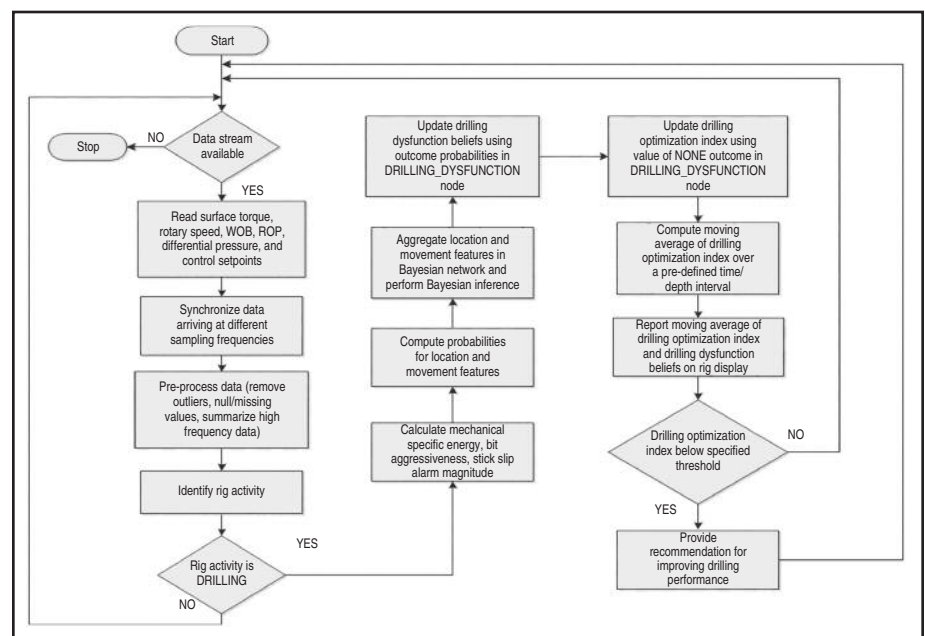 Start
Data stream
available
NO
Stop
YES
Read surface torque,
rotary speed, WOB, ROP,
differential pressure, and
control setpoints
Synchronize data
arriving at different
sampling frequencies
Pre-process data (remove
outliers, null/missing
values, summarize high
frequency data)
Identify rig activity
Rig activity is
DRILLING
YES
NO
Calculate mechanical
specific energy, bit
aggressiveness, stick slip
alarm magnitude
Compute probabilities
for location and
movement features
Aggregate location and
movement features in
Bayesian network and
perform Bayesian inference
Update drilling
dysfunction beliefs using
outcome probabilities in
DRILLING_DYSFUNCTION
node
Update drilling
optimization index using
value of NONE outcome in
DRILLING_DYSFUNCTION
node
Compute moving
average of drilling
optimization index over
a pre-defined time/
depth interval
Report moving average of
drilling optimization index
and drilling dysfunction
beliefs on rig display
Drilling optimization
index below specified
threshold
NO
YES
Provide
recommendation for
improving drilling
performance